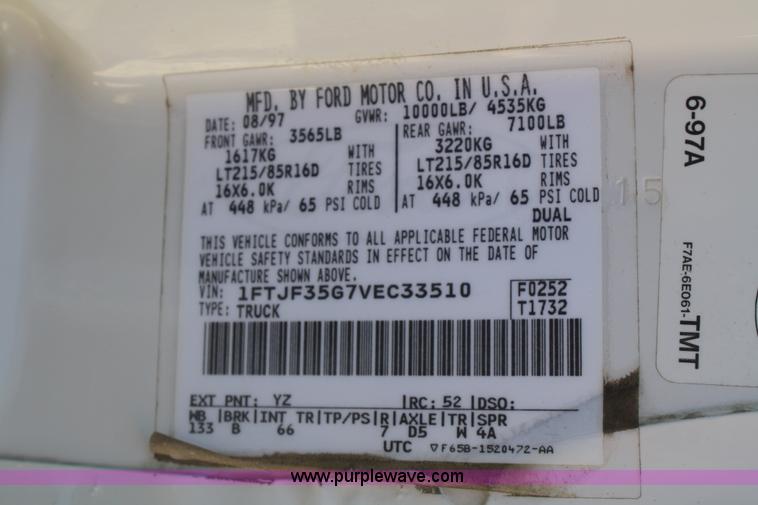 MFD. BY FORD MOTOR CO. IN U.S.A.
DATE: 08/97 GVWR: 10000LB/ 4535KG
FRONT GAWR: 3565LB REAR GAWR: 7100LB
1617KG WITH 3220KG WITH
LT215/85R16D TIRES LT215/85R16D TIRES
16X6.0K RIMS 16X6.0K RIMS
AT 448 kPa/ 65 PSI COLD AT 448 kPa/ 65 PSI COLD
DUAL
THIS VEHICLE CONFORMS TO ALL APPLICABLE FEDERAL MOTOR
VEHICLE SAFETY STANDARDS IN EFFECT ON THE DATE OF
MANUFACTURE SHOWN ABOVE.
VIN: 1FTJF35G7VEC33510 F0252
TYPE: TRUCK T1732
EXT PNT: YZ |RC: 52 |DSO:
WB |BRK|INT TR|TP/PS|R|AXLE|TR|SPR
133 B 66 7 D5 W 4A
UTC ▽F65B-1520472-AA
15
6-97A
F7AE-6E061-TMT
www.purplewave.com